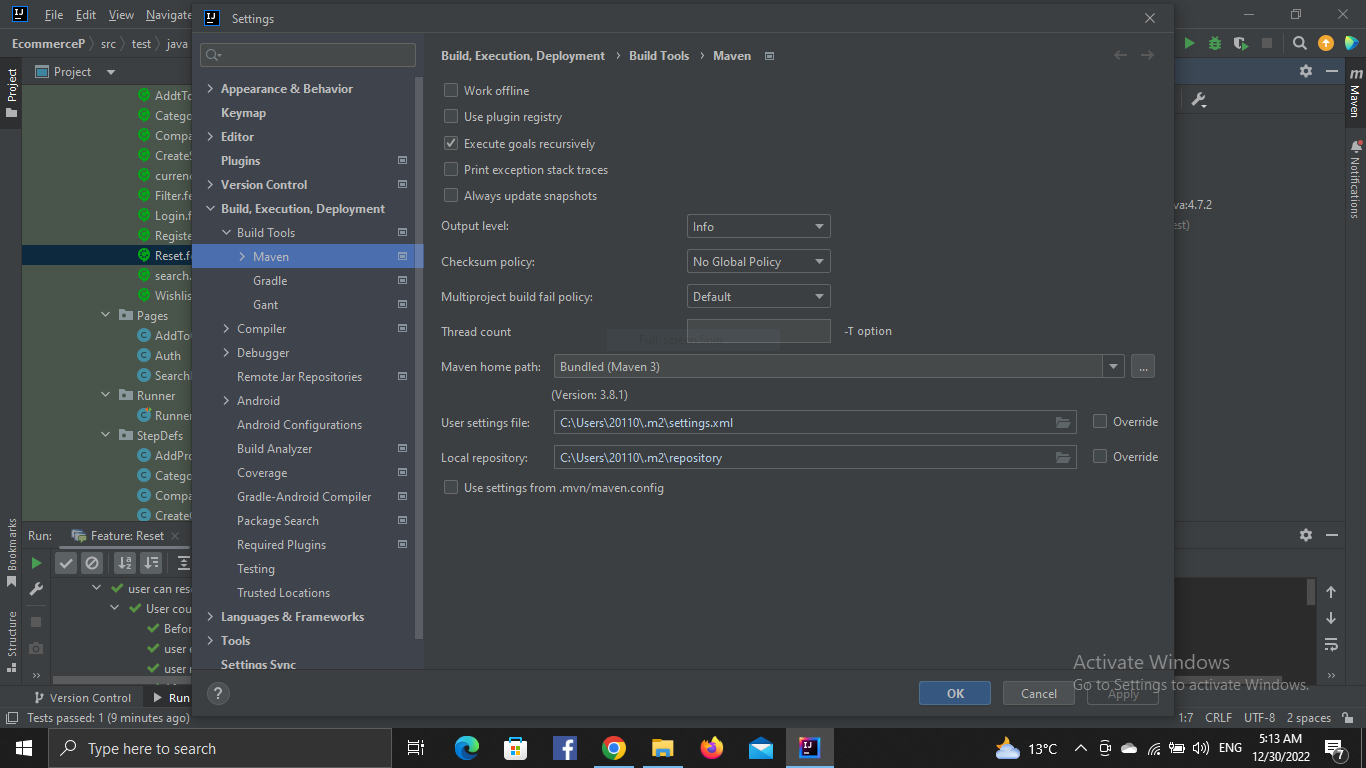 File Edit View Navigate
Settings
EcommerceP src test java
Project
Project
AddtTo
Catego
Compa
CreateS
curren
Filter.fe
Login.f
Registe
Reset.fe
search.
Wishlis
Pages
AddTo
Auth
Search
Runner
Runner
StepDefs
AddPro
Catego
Compa
Create
Appearance & Behavior
Keymap
Editor
Plugins
Version Control
Build, Execution, Deployment
Build Tools
Maven
Gradle
Gant
Compiler
Debugger
Remote Jar Repositories
Android
Android Configurations
Build Analyzer
Coverage
Gradle-Android Compiler
Package Search
Required Plugins
Testing
Trusted Locations
Languages & Frameworks
Tools
Settings Sync
Build, Execution, Deployment › Build Tools › Maven
Work offline
Use plugin registry
Execute goals recursively
Print exception stack traces
Always update snapshots
Output level: Info
Checksum policy: No Global Policy
Multiproject build fail policy: Default
Thread count -T option
Maven home path: Bundled (Maven 3) ...
(Version: 3.8.1)
User settings file: C:\Users\20110\.m2\settings.xml Override
Local repository: C:\Users\20110\.m2\repository Override
Use settings from .mvn/maven.config
OK Cancel Apply
Maven
Notifications
va:4.7.2
est)
Bookmarks
Structure
Run: Feature: Reset
user can rese
User cou
Befor
user e
user n
Activate Windows
Go to Settings to activate Windows.
Version Control Run
Tests passed: 1 (9 minutes ago) 1:7 CRLF UTF-8 2 spaces
Type here to search
13°C ENG
5:13 AM
12/30/2022
7